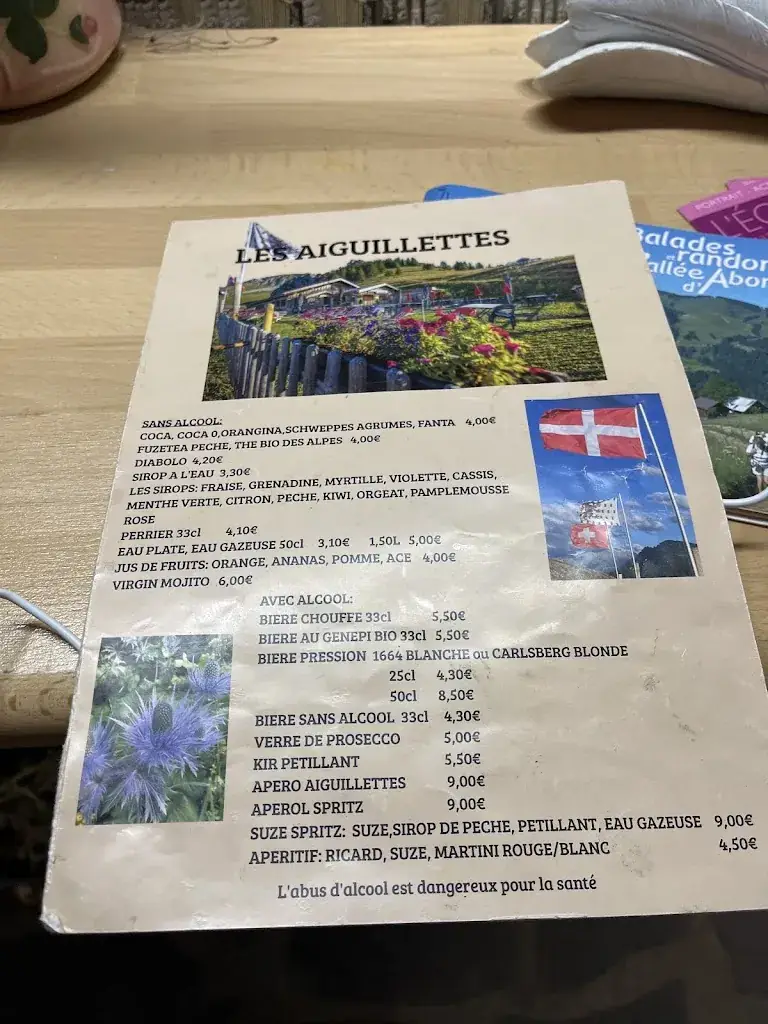 LES AIGUILLETTES
SANS ALCOOL:
COCA, COCA 0,ORANGINA,SCHWEPPES AGRUMES, FANTA 4,00€
FUZETEA PECHE, THE BIO DES ALPES 4,00€
DIABOLO 4,20€
SIROP A L'EAU 3,30€
LES SIROPS: FRAISE, GRENADINE, MYRTILLE, VIOLETTE, CASSIS,
MENTHE VERTE, CITRON, PECHE, KIWI, ORGEAT, PAMPLEMOUSSE
ROSE
PERRIER 33cl 4,10€
EAU PLATE, EAU GAZEUSE 50cl 3,10€ 1,50L 5,00€
JUS DE FRUITS: ORANGE, ANANAS, POMME, ACE 4,00€
VIRGIN MOJITO 6,00€
AVEC ALCOOL:
BIERE CHOUFFE 33cl 5,50€
BIERE AU GENEPI BIO 33cl 5,50€
BIERE PRESSION 1664 BLANCHE ou CARLSBERG BLONDE
25cl 4,30€
50cl 8,50€
BIERE SANS ALCOOL 33cl 4,30€
VERRE DE PROSECCO 5,00€
KIR PETILLANT 5,50€
APERO AIGUILLETTES 9,00€
APEROL SPRITZ 9,00€
SUZE SPRITZ: SUZE,SIROP DE PECHE, PETILLANT, EAU GAZEUSE 9,00€
APERITIF: RICARD, SUZE, MARTINI ROUGE/BLANC 4,50€
L'abus d'alcool est dangereux pour la santé
PORTRAIT
L'ÉC
Balades
et randon
Vallée
d'Abon